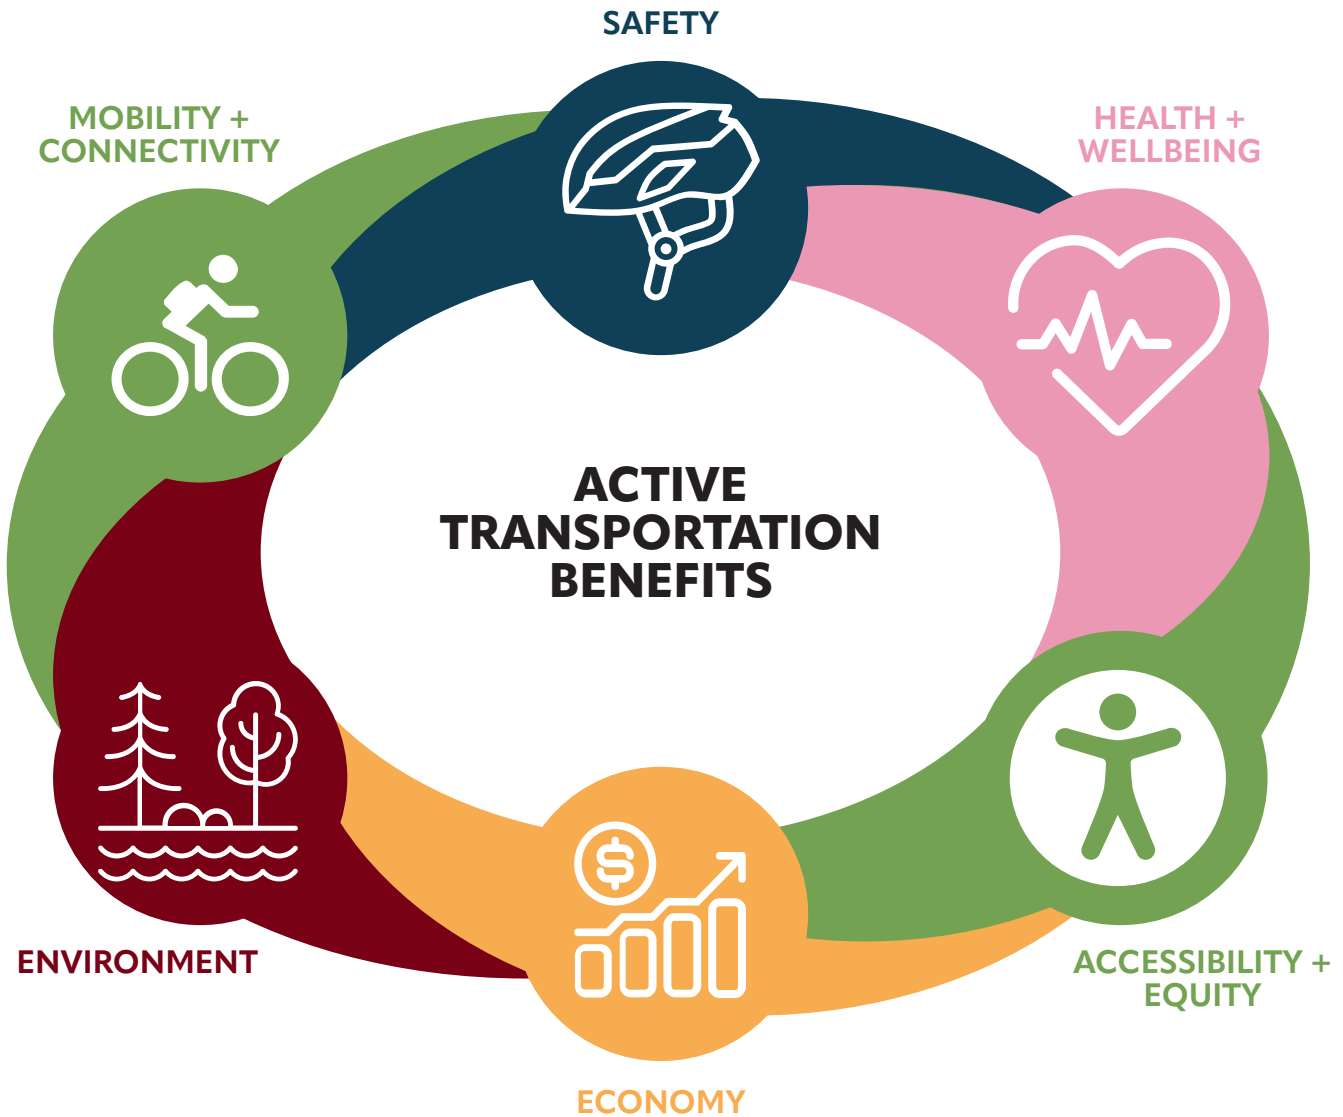 SAFETY
MOBILITY +
CONNECTIVITY
HEALTH +
WELLBEING
ACTIVE
TRANSPORTATION
BENEFITS
$
ENVIRONMENT
ACCESSIBILITY +
EQUITY
ECONOMY